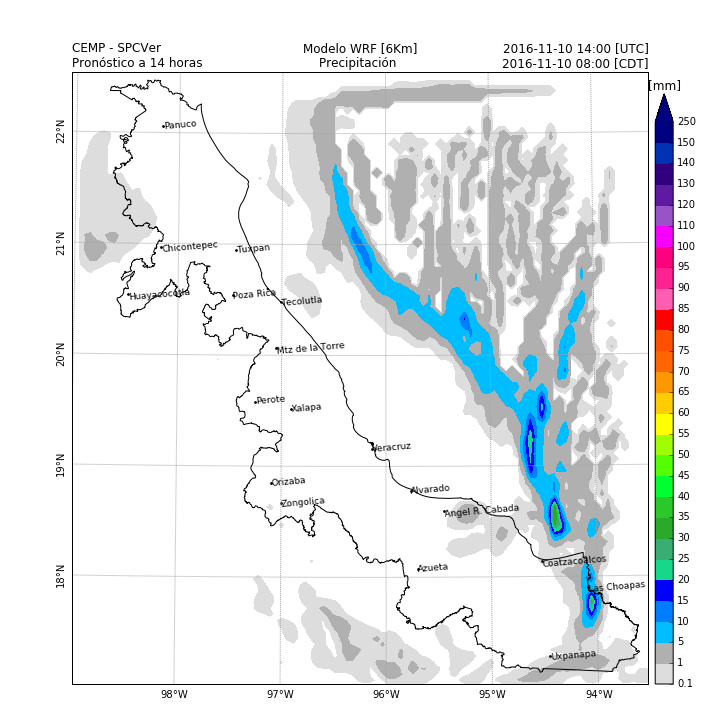 CEMP - SPCVer
Modelo WRF [6Km]
2016-11-10 14:00 [UTC]
Pronóstico a 14 horas
Precipitación
2016-11-10 08:00 [CDT]
[mm]
250
150
140
130
120
110
100
95
90
85
80
75
70
65
60
55
50
45
40
35
30
25
20
15
10
5
1
0.1
22°N
21°N
20°N
19°N
18°N
Panuco
Chicontepec
Tuxpan
Huayacocotla
Poza Rica
Tecolutla
Mtz de la Torre
Perote
Xalapa
Veracruz
Orizaba
Alvarado
Zongolica
Angel R. Cabada
Coatzacoalcos
Azueta
Las Choapas
Uxpanapa
98°W
97°W
96°W
95°W
94°W